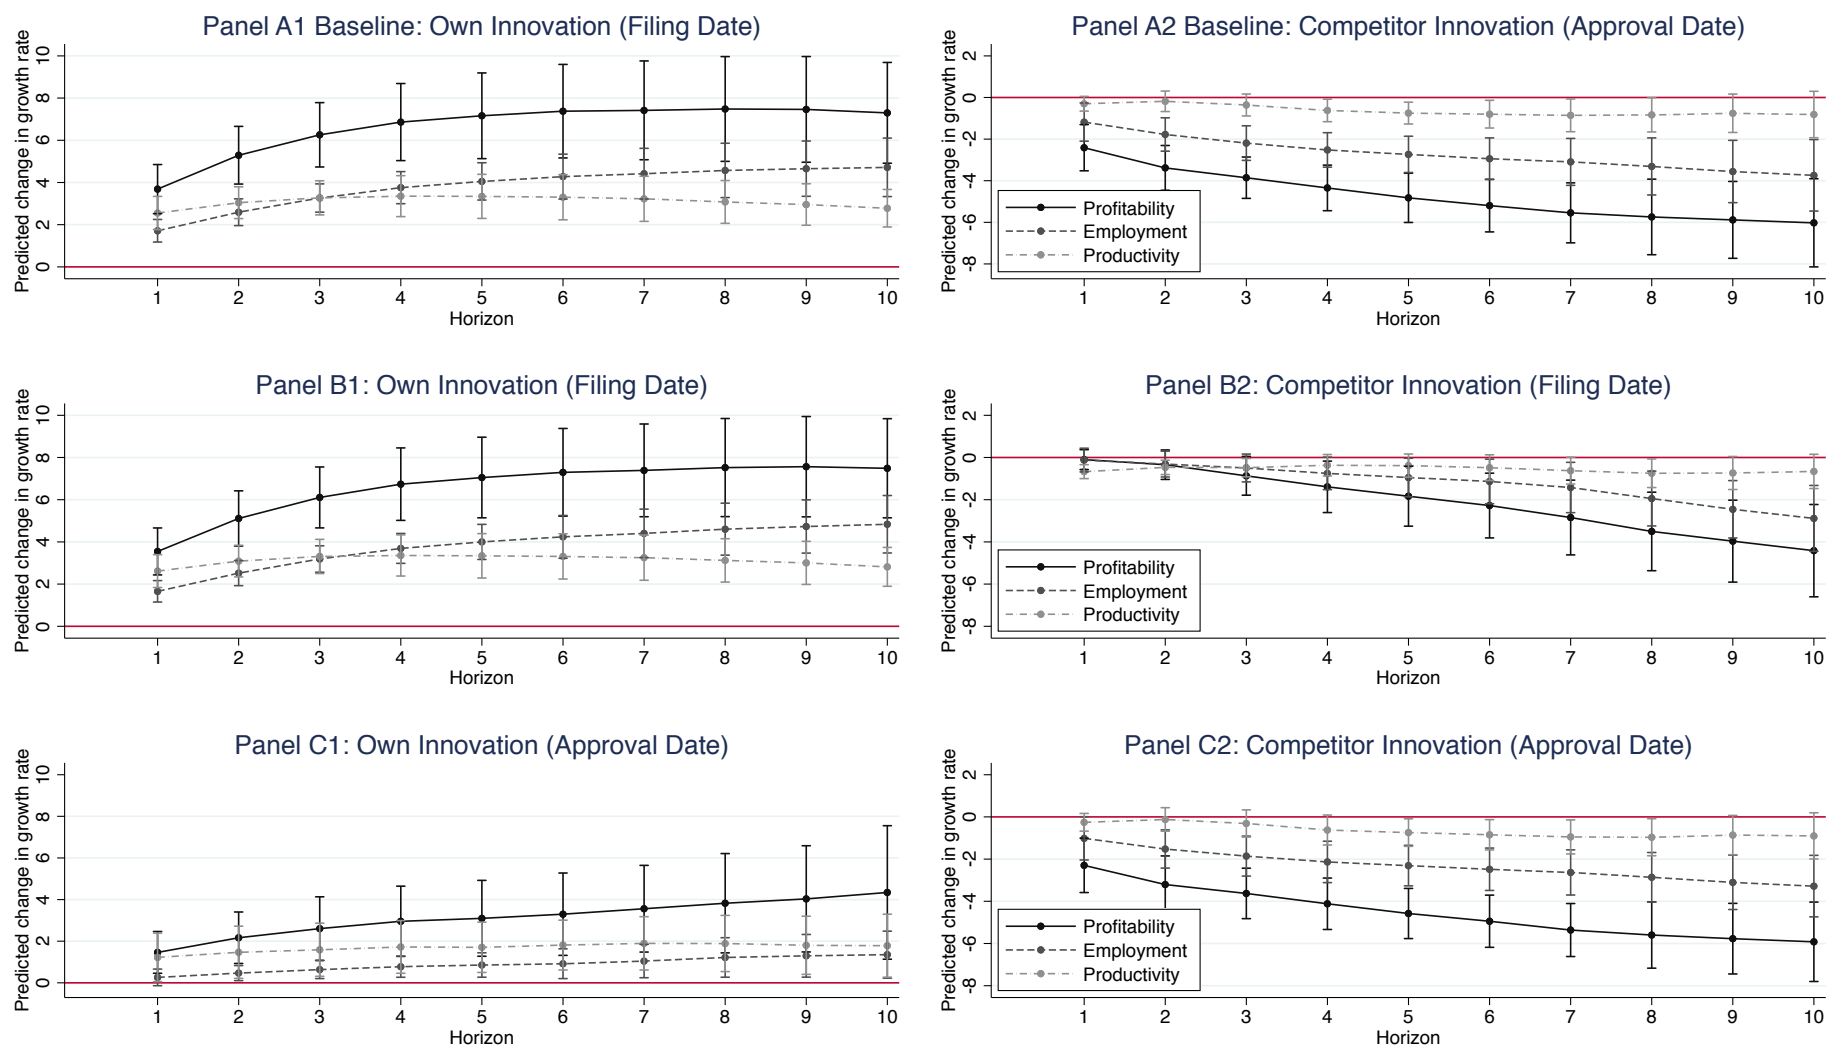 Panel A1 Baseline: Own Innovation (Filing Date)
Predicted change in growth rate
10
8
6
4
2
0
1 2 3 4 5 6 7 8 9 10
Horizon
Panel A2 Baseline: Competitor Innovation (Approval Date)
Predicted change in growth rate
2
0
-2
-4
-6
-8
Profitability
Employment
Productivity
1 2 3 4 5 6 7 8 9 10
Horizon
Panel B1: Own Innovation (Filing Date)
Predicted change in growth rate
10
8
6
4
2
0
1 2 3 4 5 6 7 8 9 10
Horizon
Panel B2: Competitor Innovation (Filing Date)
Predicted change in growth rate
2
0
-2
-4
-6
-8
Profitability
Employment
Productivity
1 2 3 4 5 6 7 8 9 10
Horizon
Panel C1: Own Innovation (Approval Date)
Predicted change in growth rate
10
8
6
4
2
0
1 2 3 4 5 6 7 8 9 10
Horizon
Panel C2: Competitor Innovation (Approval Date)
Predicted change in growth rate
2
0
-2
-4
-6
-8
Profitability
Employment
Productivity
1 2 3 4 5 6 7 8 9 10
Horizon